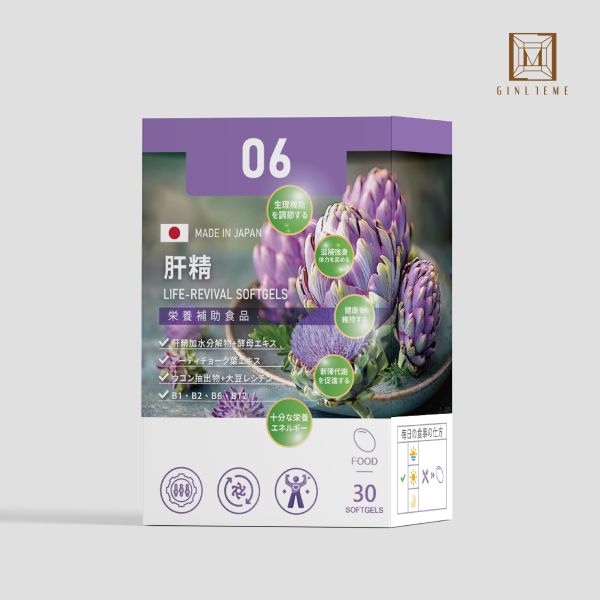 GINLIEME
06
生理機能
を調節する
MADE IN JAPAN
滋補強身
体力を高める
肝精
LIFE-REVIVAL SOFTGELS
栄養補助食品
健康を
維持する
肝精加水分解物+酵母エキス
アーティチョーク葉エキス
新陳代謝
を促進する
ウコン抽出物+大豆レシチン
B1、B2、B6、B12
十分な栄養
エネルギー
毎日の食事の仕方
FOOD
30
SOFTGELS